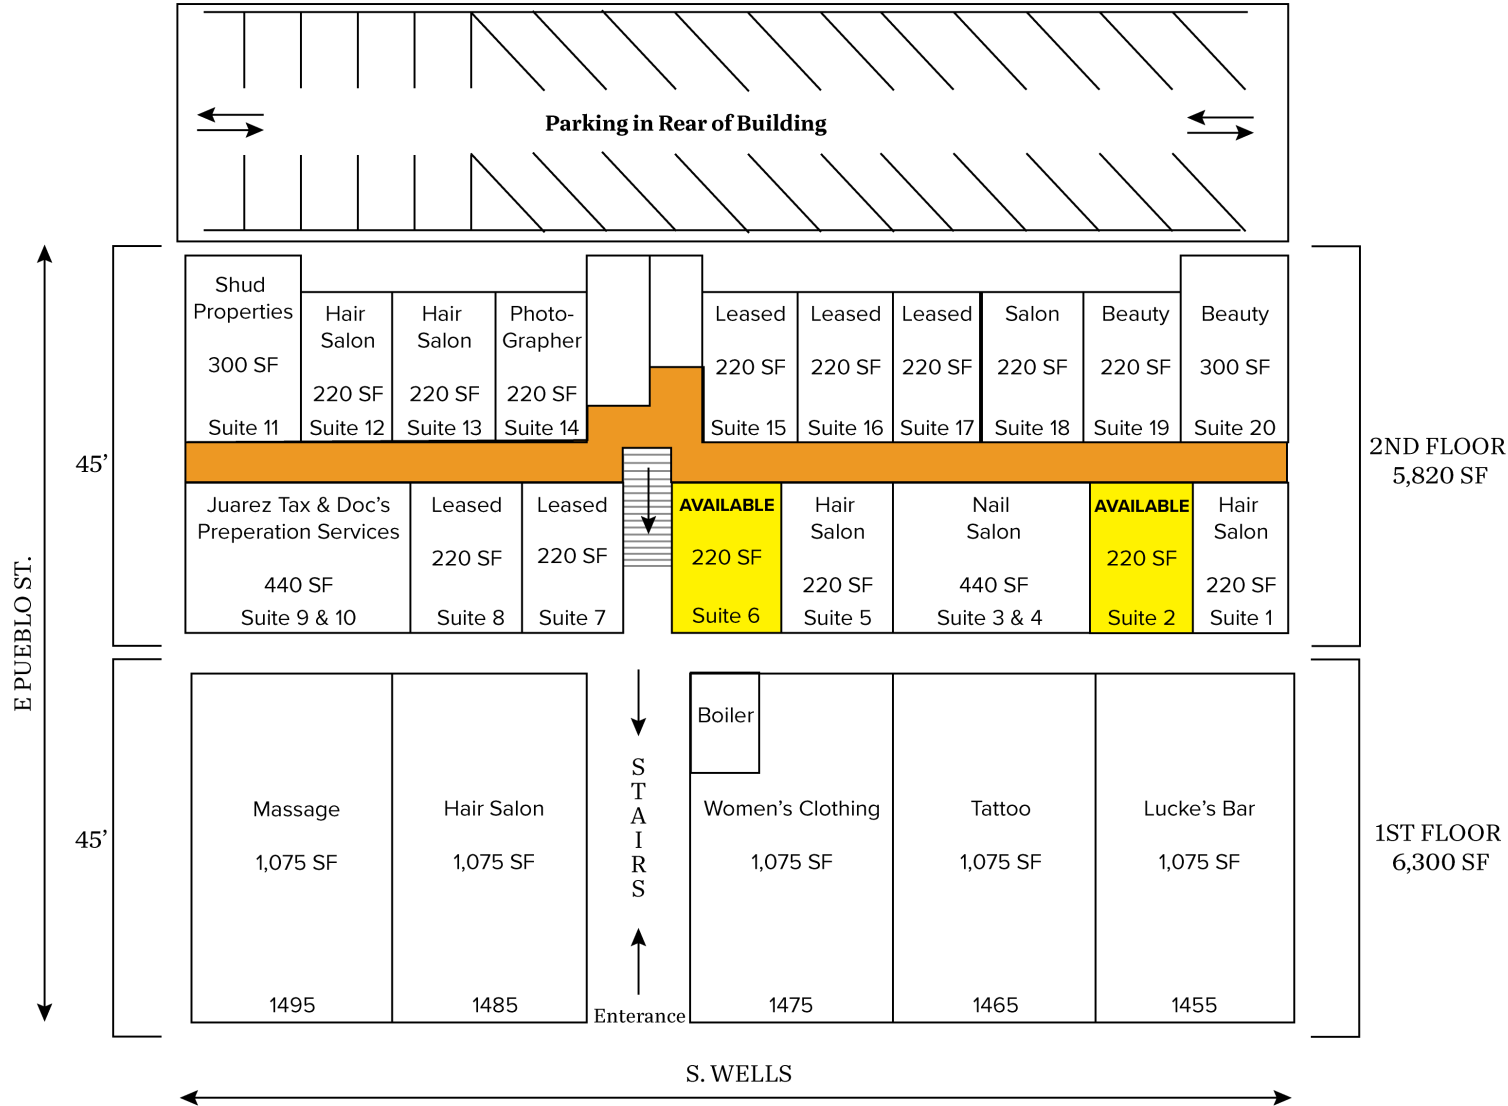 Parking in Rear of Building
Shud
Properties
300 SF
Suite 11
Hair
Salon
220 SF
Suite 12
Hair
Salon
220 SF
Suite 13
Photo-
Grapher
220 SF
Suite 14
Leased
220 SF
Suite 15
Leased
220 SF
Suite 16
Leased
220 SF
Suite 17
Salon
220 SF
Suite 18
Beauty
220 SF
Suite 19
Beauty
300 SF
Suite 20
45’
2ND FLOOR
5,820 SF
Juarez Tax & Doc’s
Preperation Services
440 SF
Suite 9 & 10
Leased
220 SF
Suite 8
Leased
220 SF
Suite 7
AVAILABLE
220 SF
Suite 6
Hair
Salon
220 SF
Suite 5
Nail
Salon
440 SF
Suite 3 & 4
AVAILABLE
220 SF
Suite 2
Hair
Salon
220 SF
Suite 1
E PUEBLO ST.
45’
Massage
1,075 SF
1495
Hair Salon
1,075 SF
1485
STAIRS
Enterance
Boiler
Women’s Clothing
1,075 SF
1475
Tattoo
1,075 SF
1465
Lucke’s Bar
1,075 SF
1455
1ST FLOOR
6,300 SF
S. WELLS